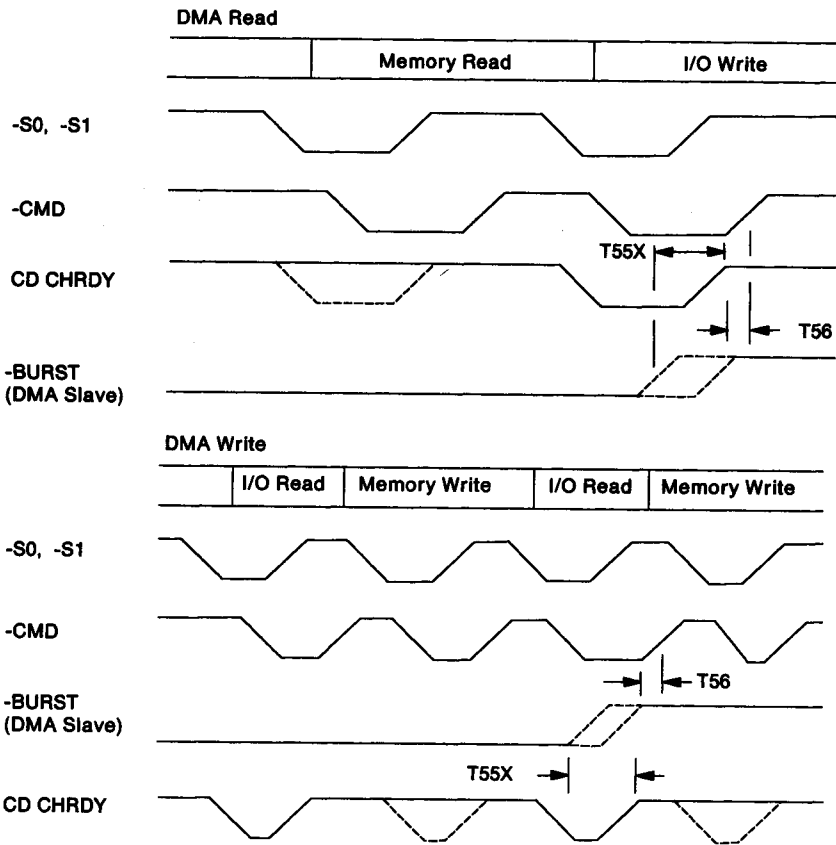 DMA Read
Memory Read I/O Write
-S0, -S1
-CMD
T55X
CD CHRDY
T56
-BURST
(DMA Slave)
DMA Write
I/O Read Memory Write I/O Read Memory Write
-S0, -S1
-CMD
T56
-BURST
(DMA Slave)
T55X
CD CHRDY